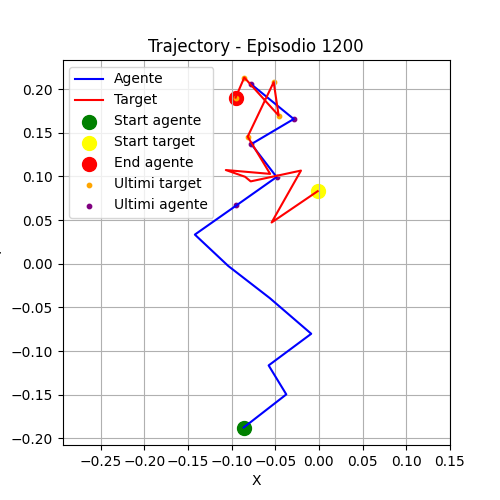 Trajectory - Episodio 1200
Agente
Target
Start agente
Start target
End agente
Ultimi target
Ultimi agente
0.20
0.15
0.10
0.05
0.00
−0.05
−0.10
−0.15
−0.20
−0.25 −0.20 −0.15 −0.10 −0.05 0.00 0.05 0.10 0.15
X